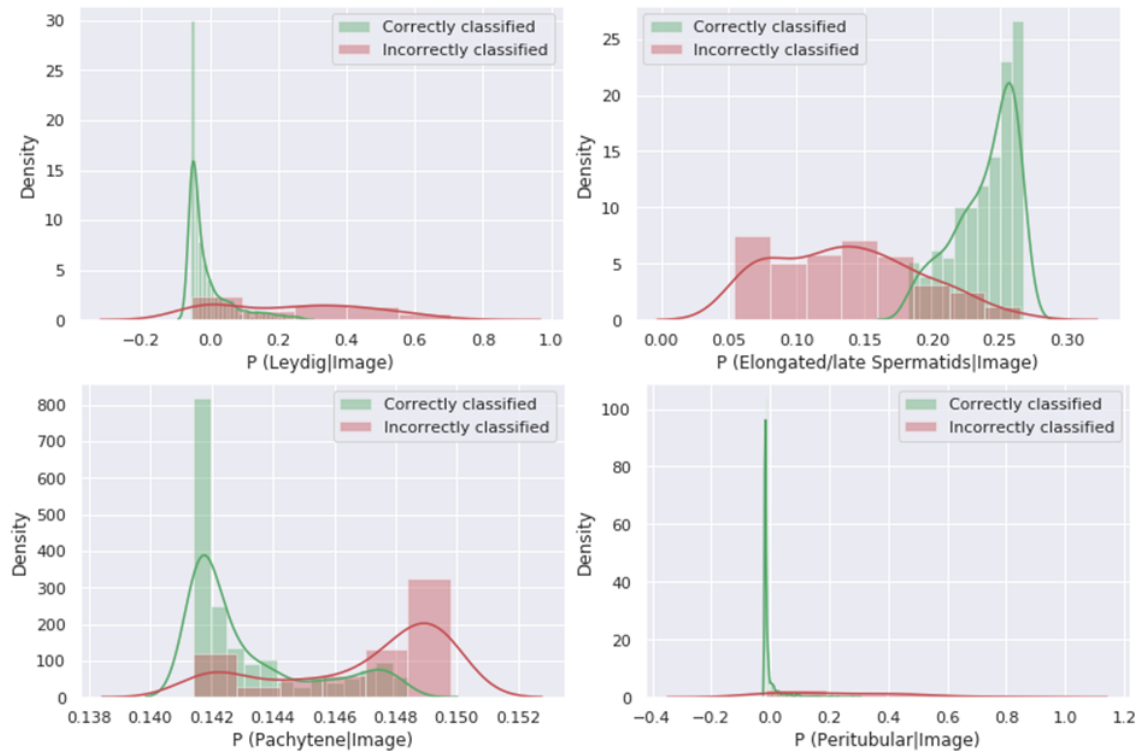 30
25
20
15
10
5
0
Density
Correctly classified
Incorrectly classified
−0.2 0.0 0.2 0.4 0.6 0.8 1.0
P (Leydig|Image)
25
20
15
10
5
0
Density
Correctly classified
Incorrectly classified
0.00 0.05 0.10 0.15 0.20 0.25 0.30
P (Elongated/late Spermatids|Image)
800
700
600
500
400
300
200
100
0
Density
Correctly classified
Incorrectly classified
0.138 0.140 0.142 0.144 0.146 0.148 0.150 0.152
P (Pachytene|Image)
100
80
60
40
20
0
Density
Correctly classified
Incorrectly classified
−0.4 −0.2 0.0 0.2 0.4 0.6 0.8 1.0 1.2
P (Peritubular|Image)